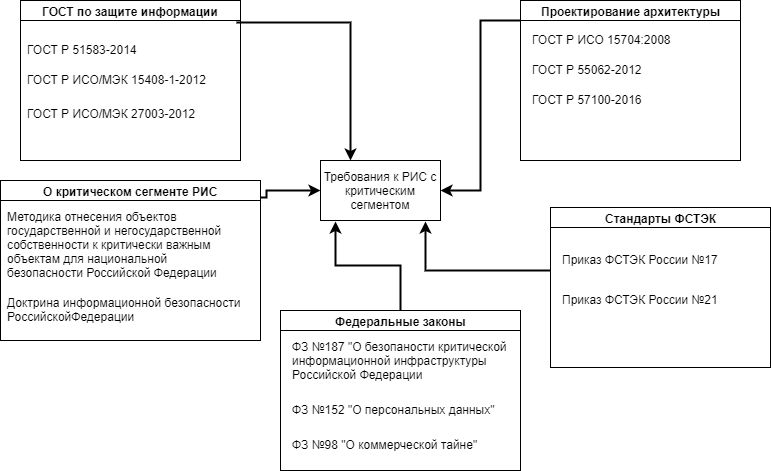 ГОСТ по защите информации
ГОСТ Р 51583-2014
ГОСТ Р ИСО/МЭК 15408-1-2012
ГОСТ Р ИСО/МЭК 27003-2012
Проектирование архитектуры
ГОСТ Р ИСО 15704:2008
ГОСТ Р 55062-2012
ГОСТ Р 57100-2016
Требования к РИС с
критическим
сегментом
О критическом сегменте РИС
Методика отнесения объектов
государственной и негосударственной
собственности к критически важным
объектам для национальной
безопасности Российской Федерации
Доктрина информационной безопасности
РоссийскойФедерации
Стандарты ФСТЭК
Приказ ФСТЭК России №17
Приказ ФСТЭК России №21
Федеральные законы
ФЗ №187 "О безопаности критической
информационной инфраструктуры
Российской Федерации
ФЗ №152 "О персональных данных"
ФЗ №98 "О коммерческой тайне"